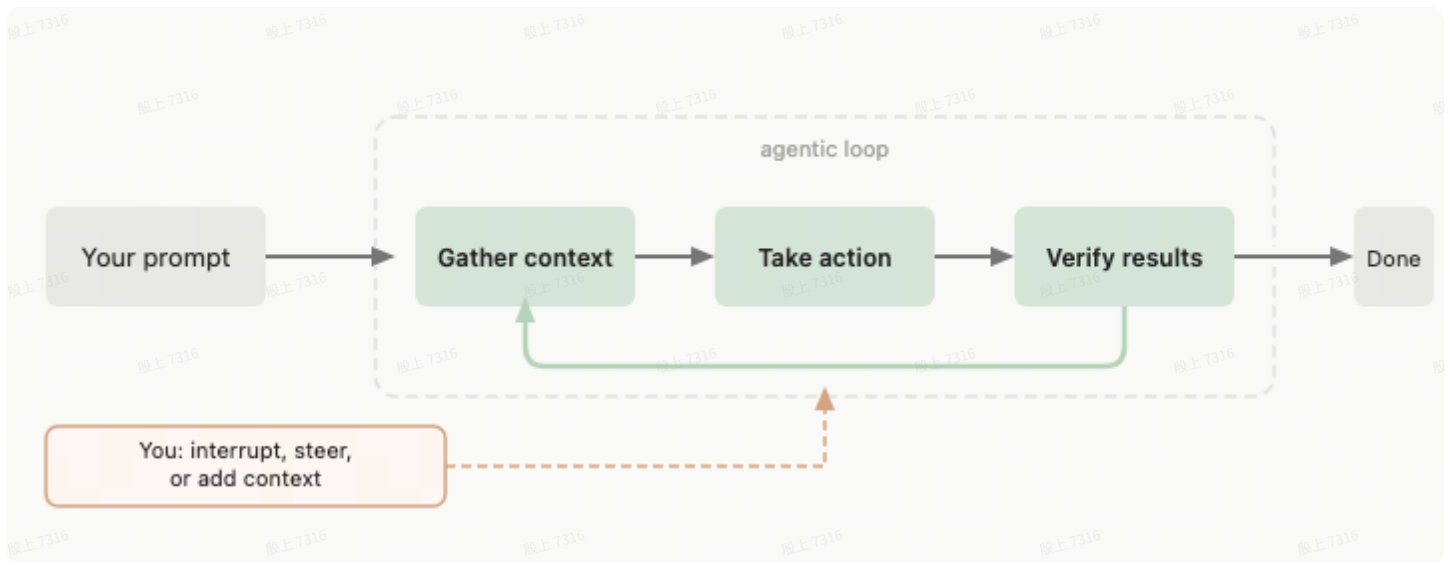 agentic loop
Your prompt
Gather context
Take action
Verify results
Done
You: interrupt, steer,
or add context